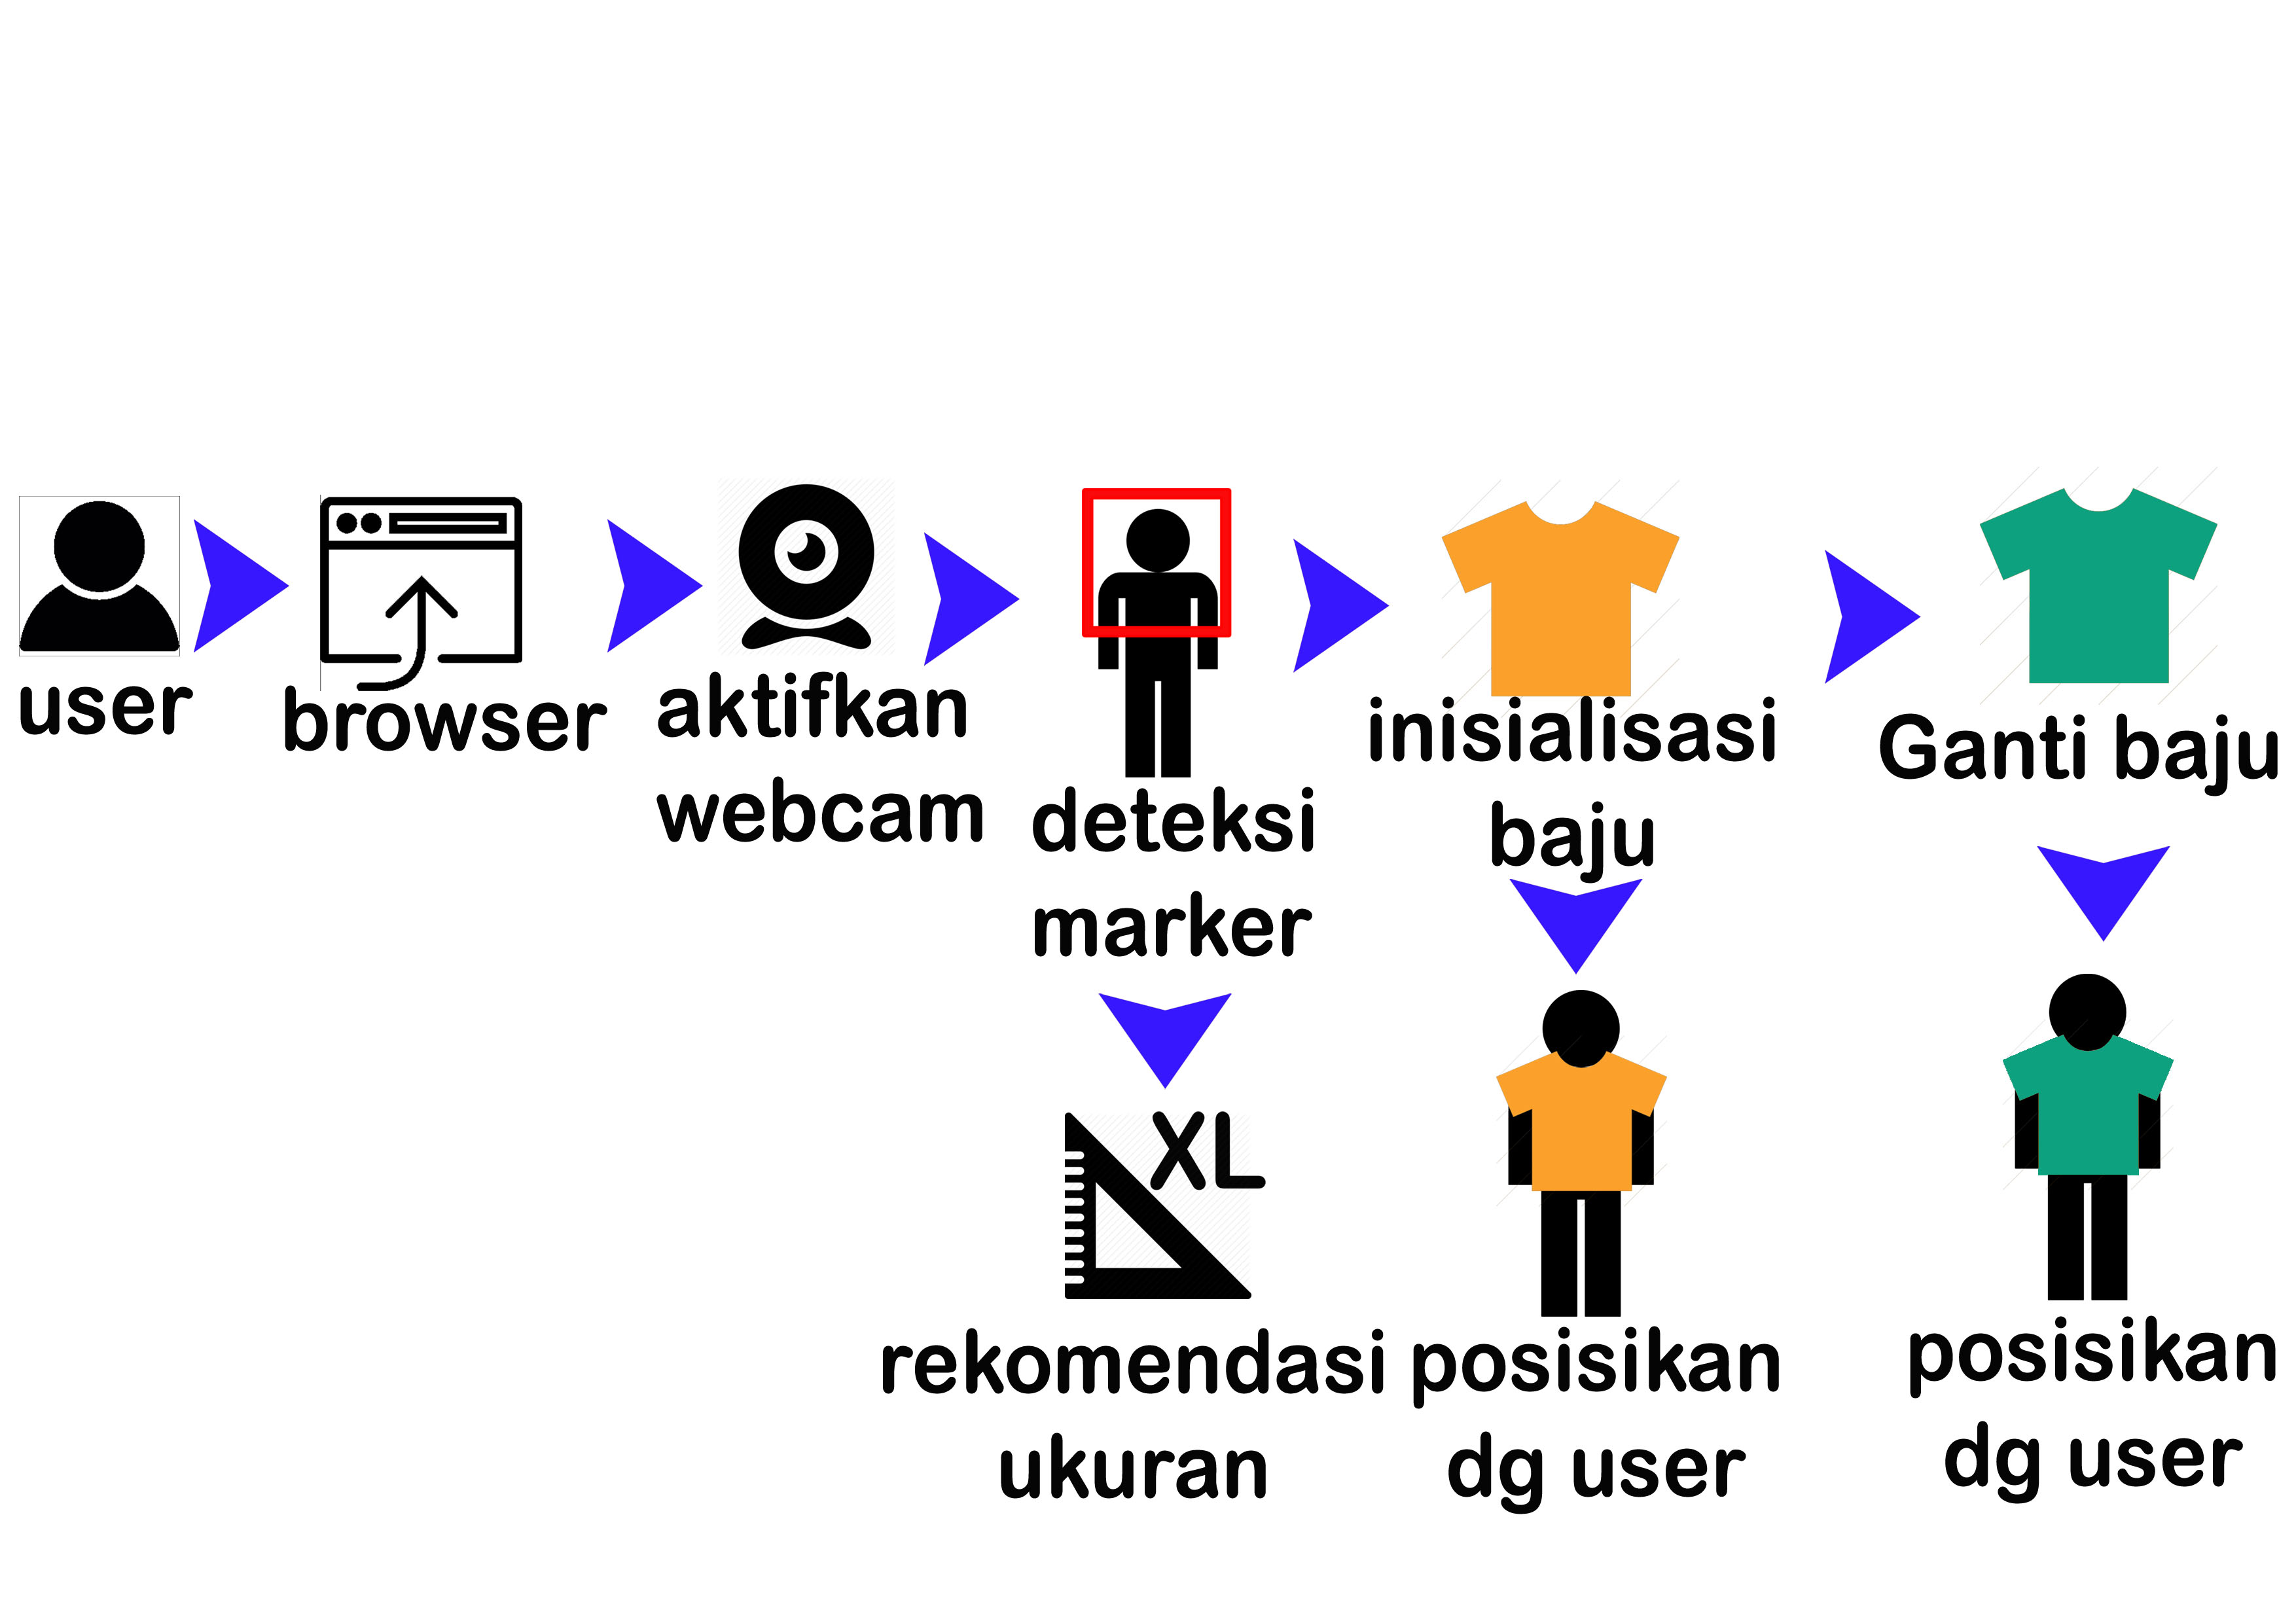 user
browser
aktifkan
webcam
deteksi
marker
inisialisasi
baju
Ganti baju
XL
rekomendasi
ukuran
posisikan
dg user
posisikan
dg user